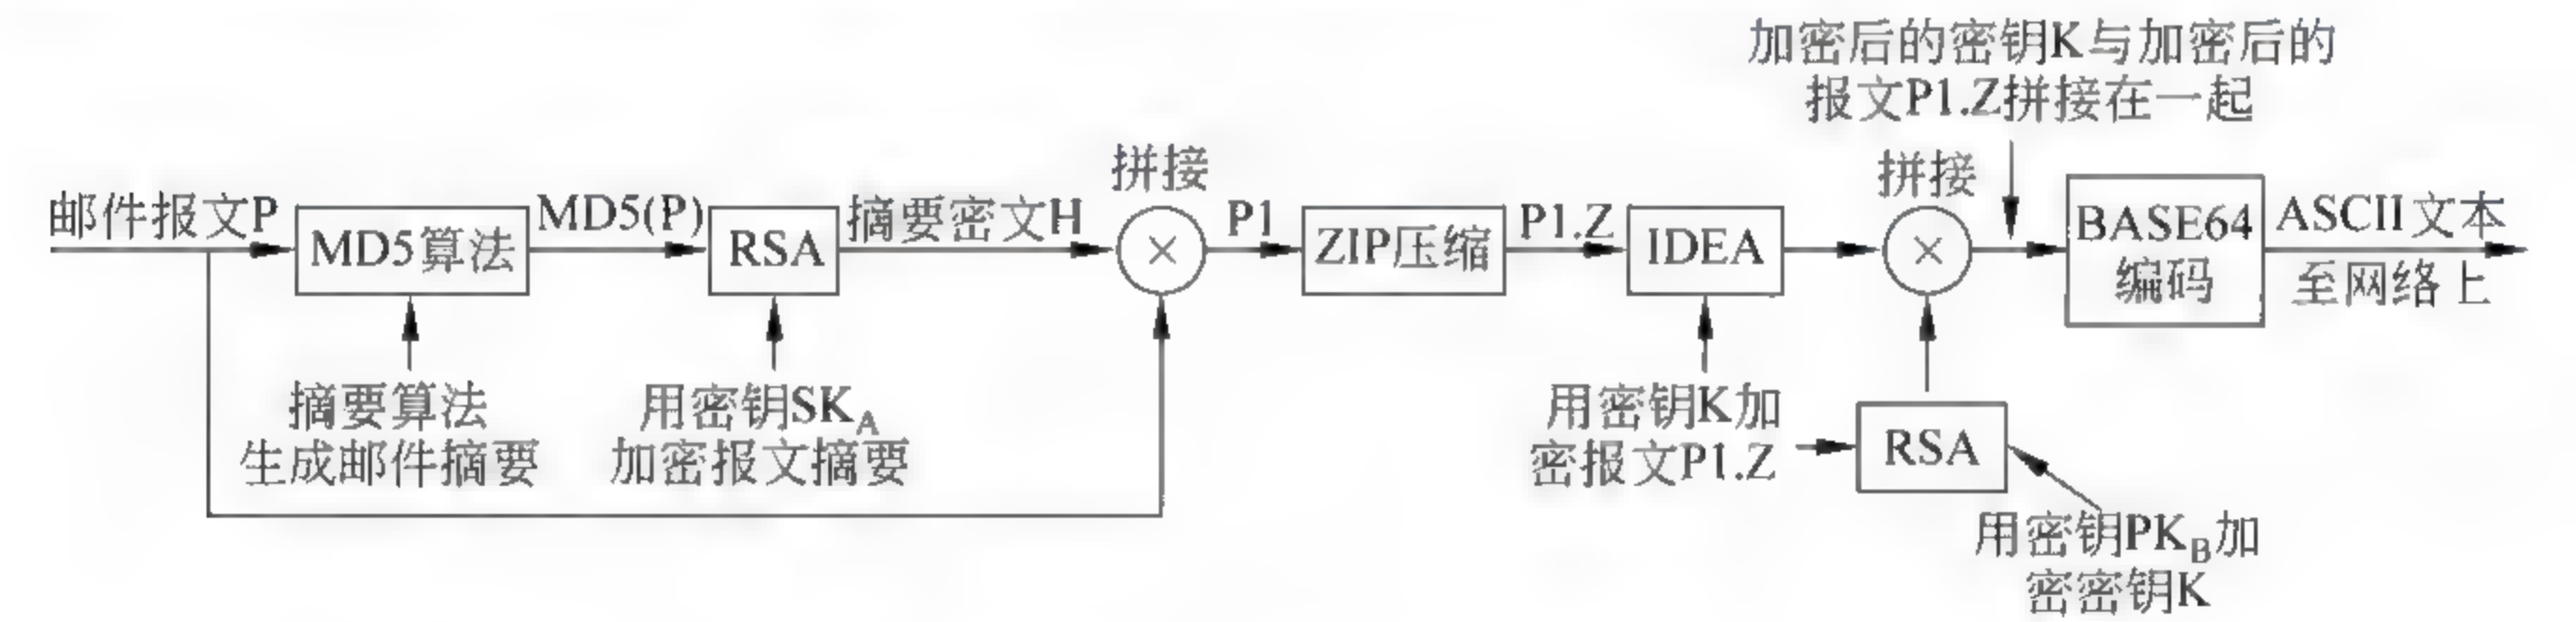 加密后的密钥K与加密后的
报文P1.Z拼接在一起
拼接
拼接
邮件报文P
MD5算法
MD5(P)
RSA
摘要密文H
×
P1
ZIP压缩
P1.Z
IDEA
×
BASE64
编码
ASCII文本
至网络上
摘要算法
生成邮件摘要
用密钥SKA
加密报文摘要
用密钥K加
密报文P1.Z
RSA
用密钥PKB加
密密钥K